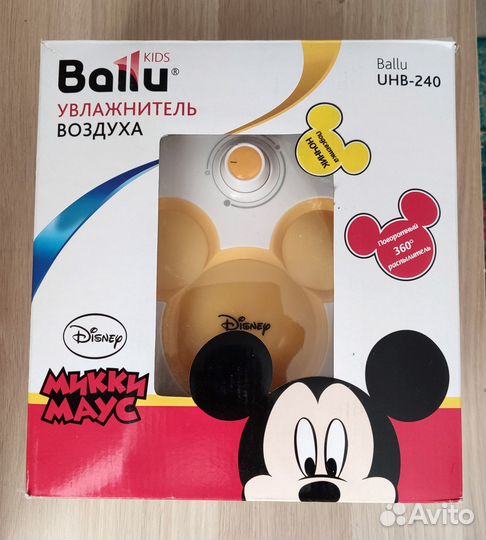 Ballu® KIDS
УВЛАЖНИТЕЛЬ
ВОЗДУХА
Ballu
UHB-240
Подсветка
НОЧНИК
Поворотный
360°
распылитель
Disney
Disney
МИККИ
МАУС
Avito